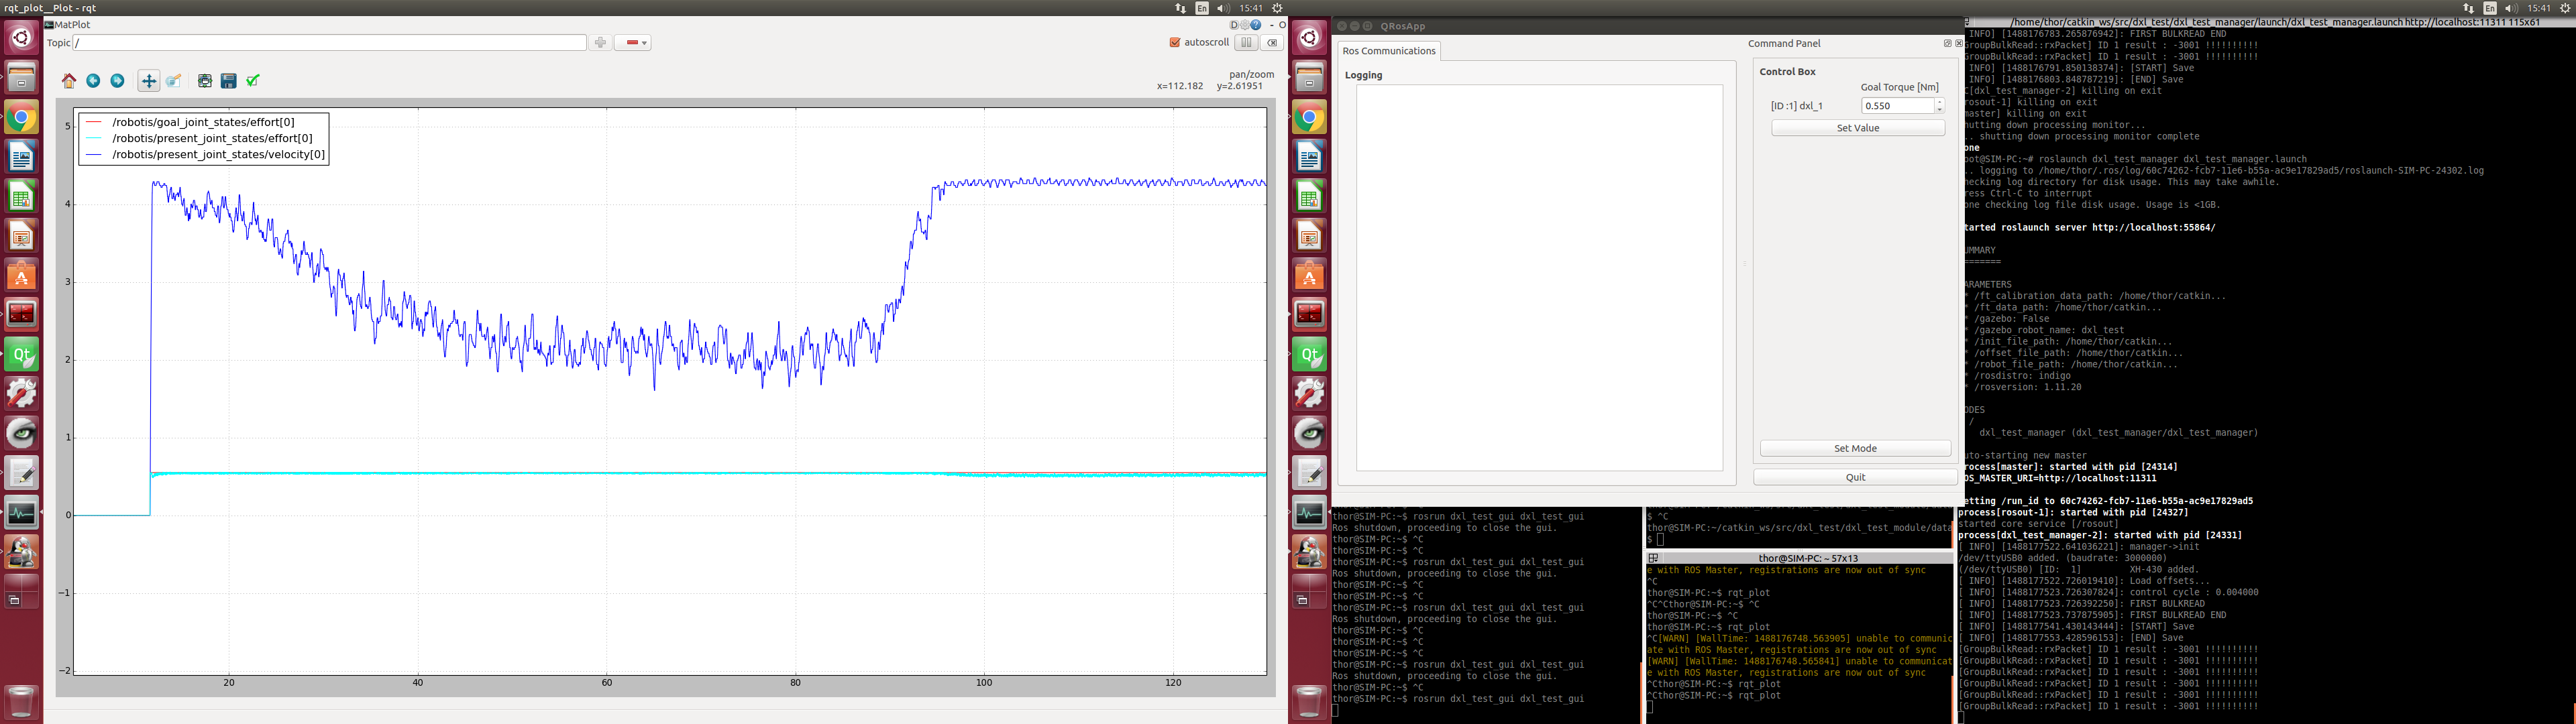 rqt_plot__Plot - rqt
En
15:41
MatPlot
D
- O
Topic /
autoscroll
pan/zoom
x=112.182 y=2.61951
/robotis/goal_joint_states/effort[0]
/robotis/present_joint_states/effort[0]
/robotis/present_joint_states/velocity[0]
5
4
3
2
1
0
−1
−2
20 40 60 80 100 120
Qt
En
15:41
QRosApp
Ros Communications
Logging
Command Panel
Control Box
Goal Torque [Nm]
[ID :1] dxl_1
0.550
Set Value
Set Mode
Quit
Qt
thor@SIM-PC:~$ rosrun dxl_test_gui dxl_test_gui
Ros shutdown, proceeding to close the gui.
thor@SIM-PC:~$ ^C
thor@SIM-PC:~$ ^C
thor@SIM-PC:~$ rosrun dxl_test_gui dxl_test_gui
Ros shutdown, proceeding to close the gui.
thor@SIM-PC:~$ ^C
thor@SIM-PC:~$ ^C
thor@SIM-PC:~$ rosrun dxl_test_gui dxl_test_gui
Ros shutdown, proceeding to close the gui.
thor@SIM-PC:~$ ^C
thor@SIM-PC:~$ ^C
thor@SIM-PC:~$ ^C
thor@SIM-PC:~$ rosrun dxl_test_gui dxl_test_gui
Ros shutdown, proceeding to close the gui.
thor@SIM-PC:~$ ^C
thor@SIM-PC:~$ rosrun dxl_test_gui dxl_test_gui
$ ^C
thor@SIM-PC:~/catkin_ws/src/dxl_test/dxl_test_module/data
$
thor@SIM-PC: ~ 57x13
e with ROS Master, registrations are now out of sync
^C
thor@SIM-PC:~$ rqt_plot
^C^Cthor@SIM-PC:~$ ^C
thor@SIM-PC:~$ ^C
thor@SIM-PC:~$ rqt_plot
^C[WARN] [WallTime: 1488176748.563905] unable to communic
ate with ROS Master, registrations are now out of sync
[WARN] [WallTime: 1488176748.565841] unable to communicat
e with ROS Master, registrations are now out of sync
^Cthor@SIM-PC:~$ rqt_plot
^Cthor@SIM-PC:~$ rqt_plot
/home/thor/catkin_ws/src/dxl_test/dxl_test_manager/launch/dxl_test_manager.launch http://localhost:11311 115x61
INFO] [1488176783.265876942]: FIRST BULKREAD END
GroupBulkRead::rxPacket] ID 1 result : -3001 !!!!!!!!!!
GroupBulkRead::rxPacket] ID 1 result : -3001 !!!!!!!!!!
INFO] [1488176791.850138374]: [START] Save
INFO] [1488176803.848787219]: [END] Save
C[dxl_test_manager-2] killing on exit
rosout-1] killing on exit
master] killing on exit
hutting down processing monitor...
.. shutting down processing monitor complete
one
oot@SIM-PC:~# roslaunch dxl_test_manager dxl_test_manager.launch
.. logging to /home/thor/.ros/log/60c74262-fcb7-11e6-b55a-ac9e17829ad5/roslaunch-SIM-PC-24302.log
hecking log directory for disk usage. This may take awhile.
ress Ctrl-C to interrupt
one checking log file disk usage. Usage is <1GB.
tarted roslaunch server http://localhost:55864/
UMMARY
=======
ARAMETERS
* /ft_calibration_data_path: /home/thor/catkin...
* /ft_data_path: /home/thor/catkin...
* /gazebo: False
* /gazebo_robot_name: dxl_test
* /init_file_path: /home/thor/catkin...
* /offset_file_path: /home/thor/catkin...
* /robot_file_path: /home/thor/catkin...
* /rosdistro: indigo
* /rosversion: 1.11.20
ODES
/
dxl_test_manager (dxl_test_manager/dxl_test_manager)
uto-starting new master
process[master]: started with pid [24314]
OS_MASTER_URI=http://localhost:11311
etting /run_id to 60c74262-fcb7-11e6-b55a-ac9e17829ad5
process[rosout-1]: started with pid [24327]
started core service [/rosout]
process[dxl_test_manager-2]: started with pid [24331]
[ INFO] [1488177522.641036221]: manager->init
/dev/ttyUSB0 added. (baudrate: 3000000)
(/dev/ttyUSB0) [ID: 1] XH-430 added.
[ INFO] [1488177522.726019410]: Load offsets...
[ INFO] [1488177523.726307824]: control cycle : 0.004000
[ INFO] [1488177523.726392250]: FIRST BULKREAD
[ INFO] [1488177523.737875905]: FIRST BULKREAD END
[ INFO] [1488177541.430143444]: [START] Save
[ INFO] [1488177553.428596153]: [END] Save
[GroupBulkRead::rxPacket] ID 1 result : -3001 !!!!!!!!!!
[GroupBulkRead::rxPacket] ID 1 result : -3001 !!!!!!!!!!
[GroupBulkRead::rxPacket] ID 1 result : -3001 !!!!!!!!!!
[GroupBulkRead::rxPacket] ID 1 result : -3001 !!!!!!!!!!
[GroupBulkRead::rxPacket] ID 1 result : -3001 !!!!!!!!!!
[GroupBulkRead::rxPacket] ID 1 result : -3001 !!!!!!!!!!